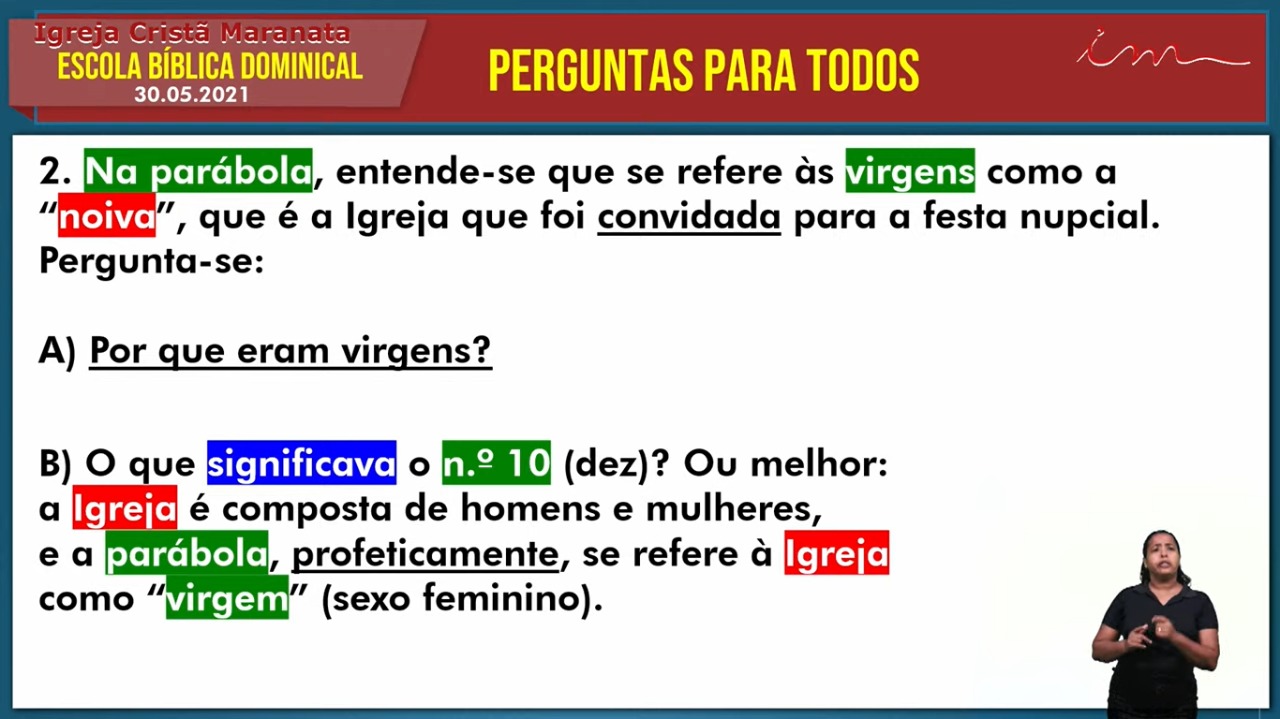 Igreja Cristã Maranata
ESCOLA BÍBLICA DOMINICAL
30.05.2021
PERGUNTAS PARA TODOS
im
2. Na parábola, entende-se que se refere às virgens como a
“noiva”, que é a Igreja que foi convidada para a festa nupcial.
Pergunta-se:
A) Por que eram virgens?
B) O que significava o n.º 10 (dez)? Ou melhor:
a Igreja é composta de homens e mulheres,
e a parábola, profeticamente, se refere à Igreja
como “virgem” (sexo feminino).